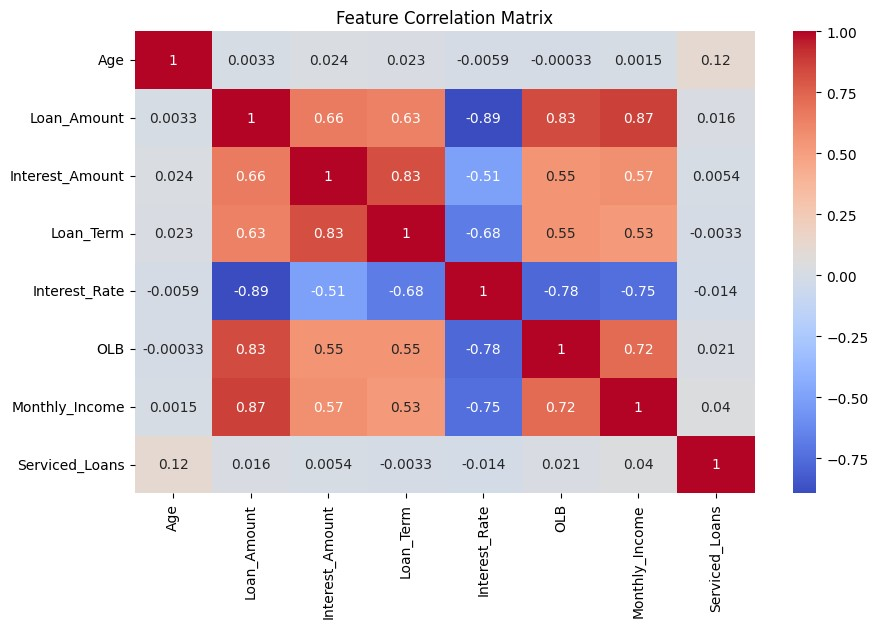 Feature Correlation Matrix
Age 1 0.0033 0.024 0.023 -0.0059 -0.00033 0.0015 0.12
Loan_Amount 0.0033 1 0.66 0.63 -0.89 0.83 0.87 0.016
Interest_Amount 0.024 0.66 1 0.83 -0.51 0.55 0.57 0.0054
Loan_Term 0.023 0.63 0.83 1 -0.68 0.55 0.53 -0.0033
Interest_Rate -0.0059 -0.89 -0.51 -0.68 1 -0.78 -0.75 -0.014
OLB -0.00033 0.83 0.55 0.55 -0.78 1 0.72 0.021
Monthly_Income 0.0015 0.87 0.57 0.53 -0.75 0.72 1 0.04
Serviced_Loans 0.12 0.016 0.0054 -0.0033 -0.014 0.021 0.04 1
Age
Loan_Amount
Interest_Amount
Loan_Term
Interest_Rate
OLB
Monthly_Income
Serviced_Loans
1.00
0.75
0.50
0.25
0.00
−0.25
−0.50
−0.75